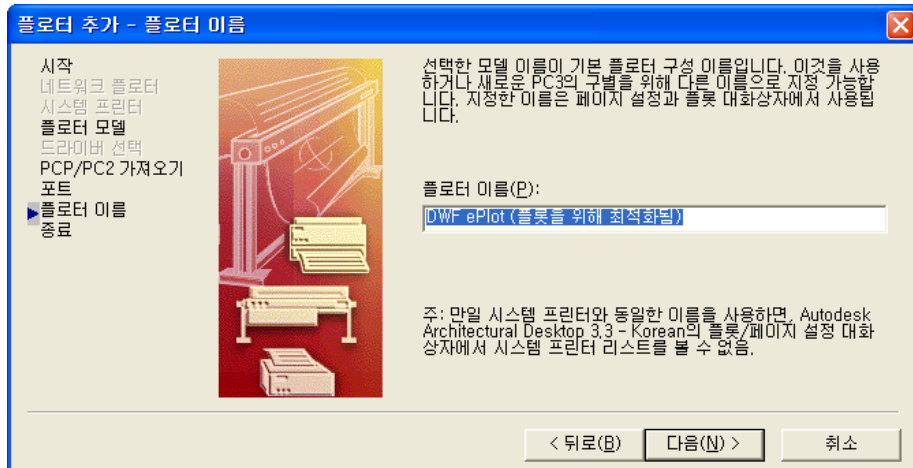 플로터 추가 - 플로터 이름
시작
네트워크 플로터
시스템 프린터
플로터 모델
드라이버 선택
PCP/PC2 가져오기
포트
플로터 이름
종료
선택한 모델 이름이 기본 플로터 구성 이름입니다. 이것을 사용
하거나 새로운 PC3의 구별을 위해 다른 이름으로 지정 가능합
니다. 지정한 이름은 페이지 설정과 플롯 대화상자에서 사용됩
니다.
플로터 이름(P):
DWF ePlot (플롯을 위해 최적화됨)
주: 만일 시스템 프린터와 동일한 이름을 사용하면, Autodesk
Architectural Desktop 3,3 - Korean의 플롯/페이지 설정 대화
상자에서 시스템 프린터 리스트를 볼 수 없음.
< 뒤로(B)
다음(N) >
취소